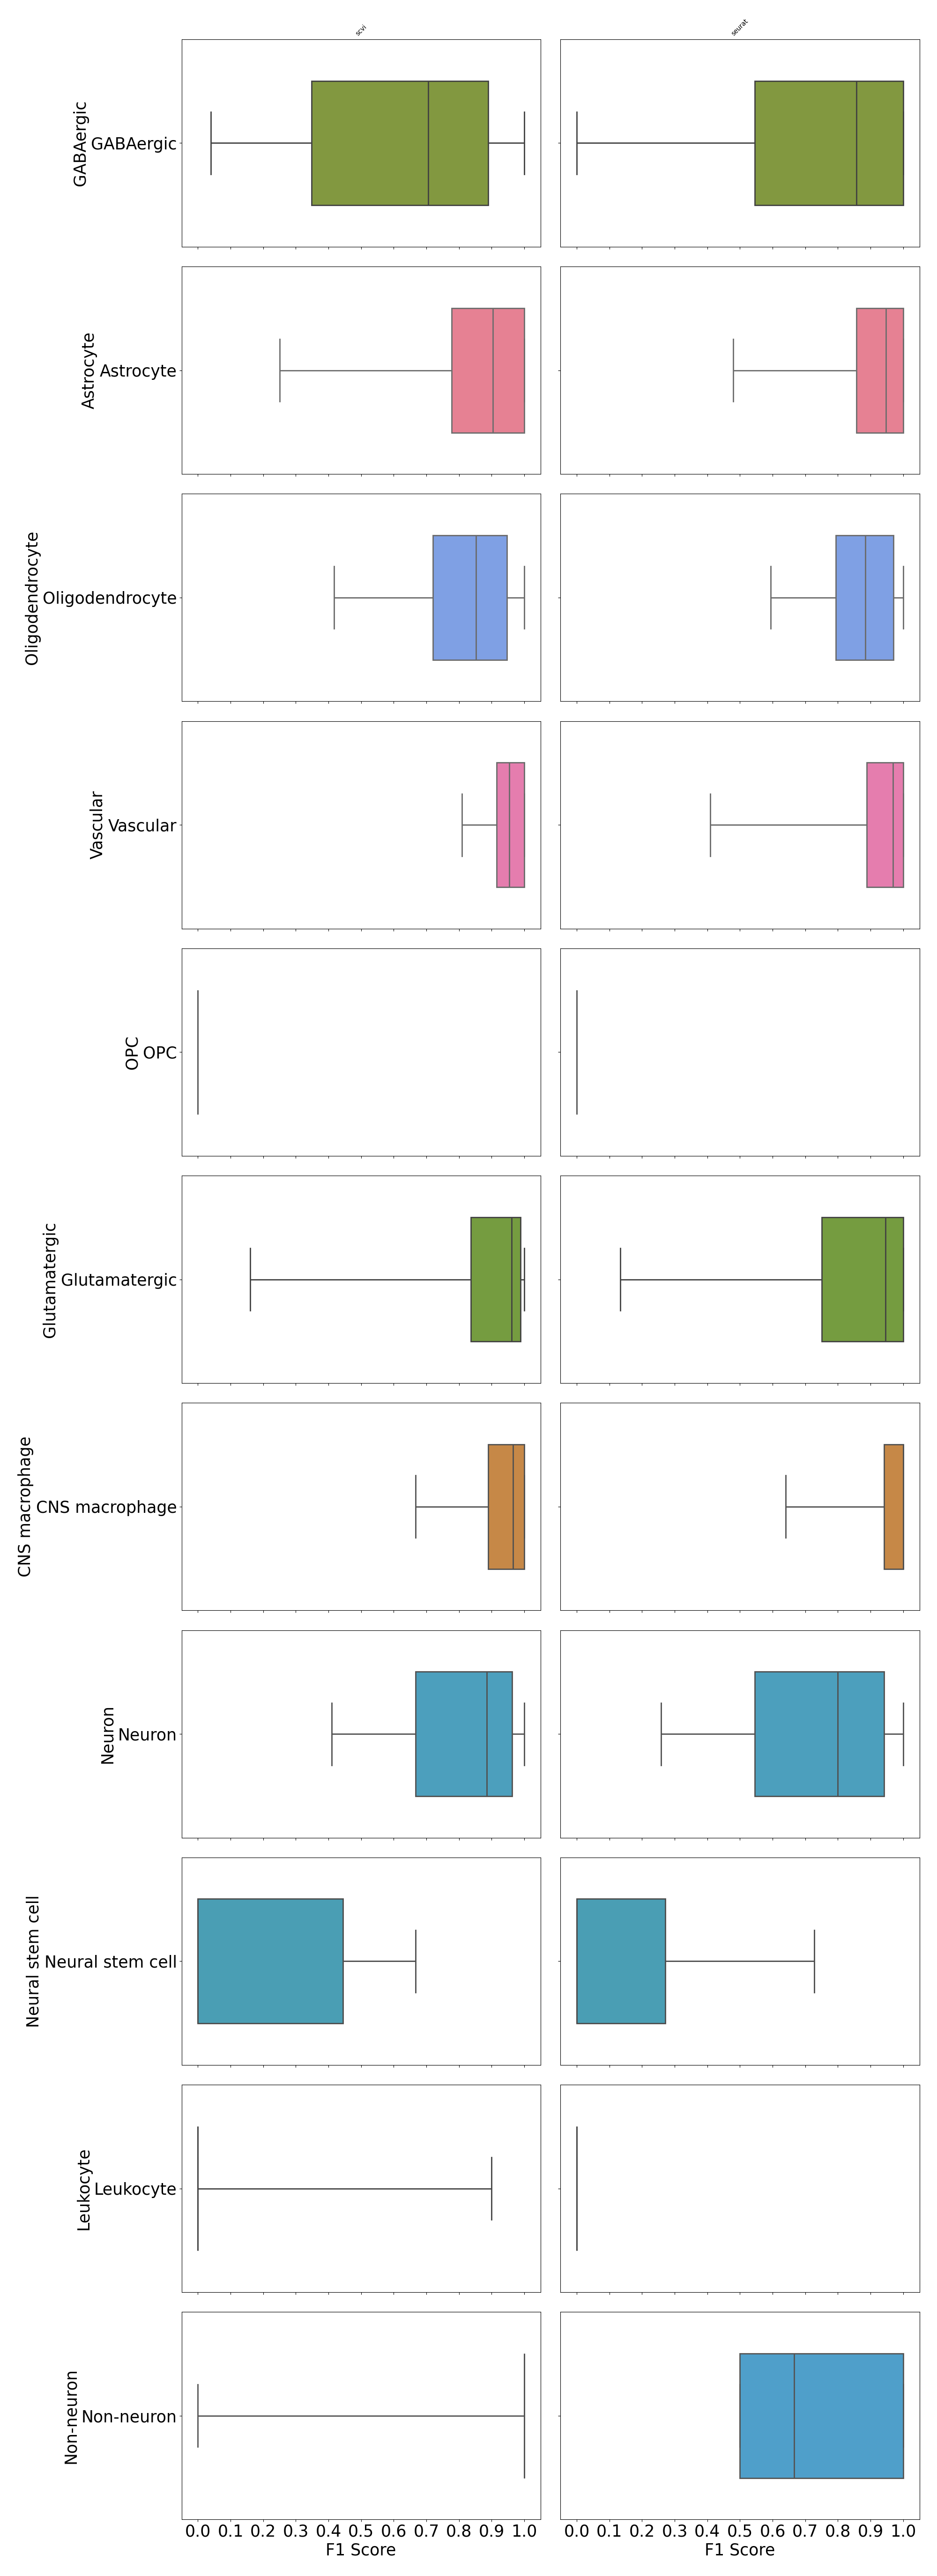 scvi
seurat
GABAergic
GABAergic
Astrocyte
Astrocyte
Oligodendrocyte
Oligodendrocyte
Vascular
Vascular
OPC
OPC
Glutamatergic
Glutamatergic
CNS macrophage
CNS macrophage
Neuron
Neuron
Neural stem cell
Neural stem cell
Leukocyte
Leukocyte
Non-neuron
Non-neuron
0.0 0.1 0.2 0.3 0.4 0.5 0.6 0.7 0.8 0.9 1.0
F1 Score
0.0 0.1 0.2 0.3 0.4 0.5 0.6 0.7 0.8 0.9 1.0
F1 Score